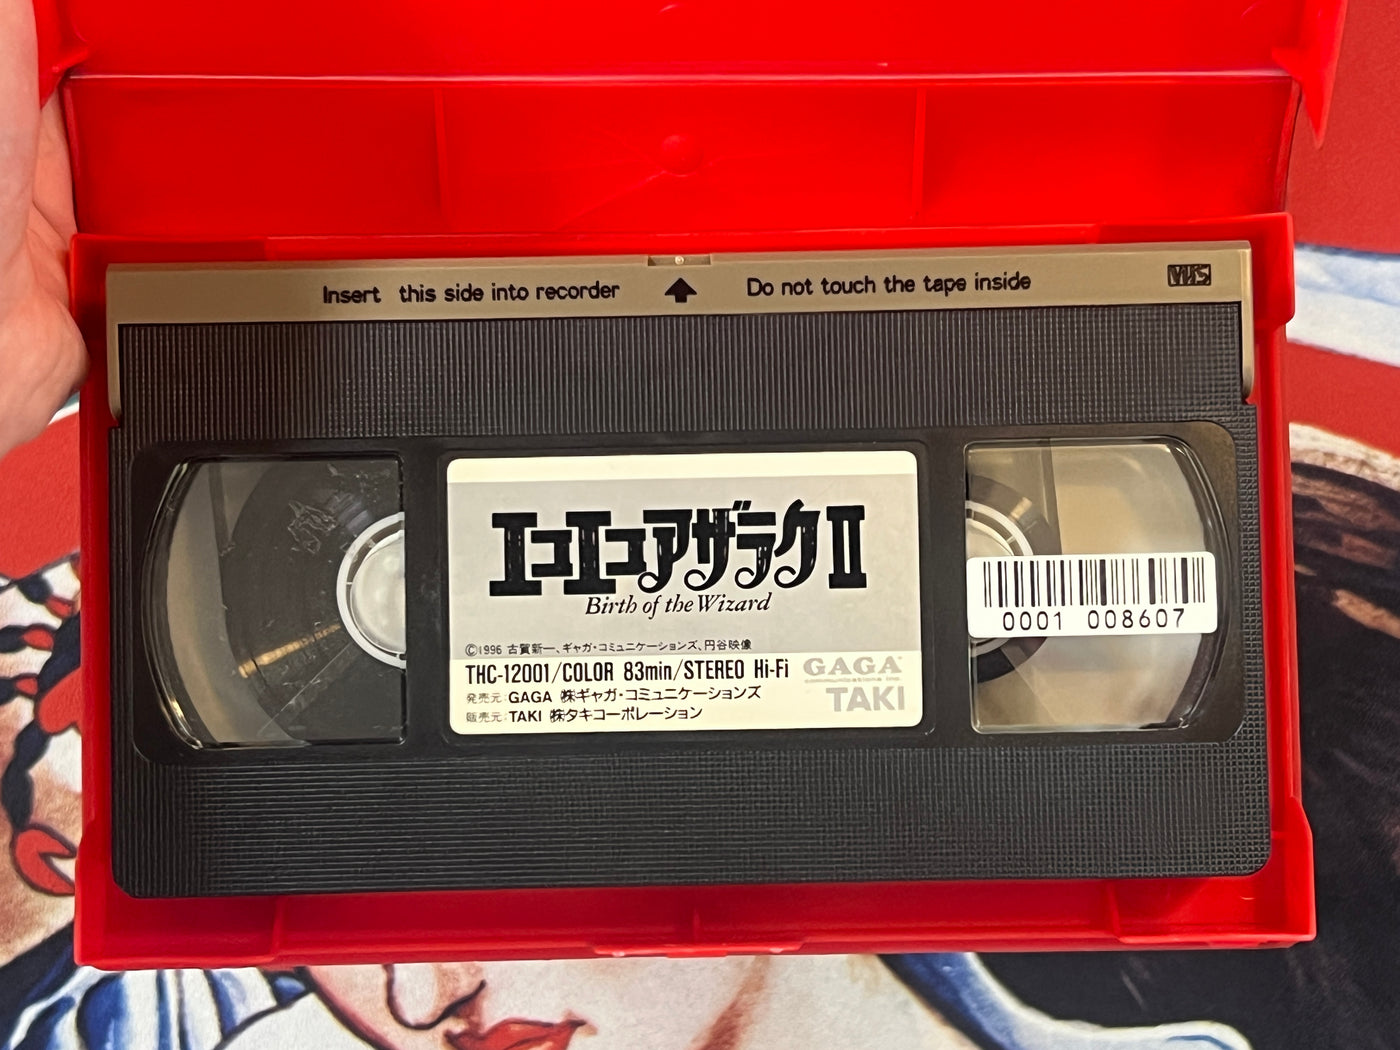 Insert this side into recorder
Do not touch the tape inside
VHS
エコエコアザラクⅡ
Birth of the Wizard
©1996 古賀新一、ギャガ・コミュニケーションズ、円谷映像
THC-12001/COLOR 83min/STEREO Hi-Fi
発売元:GAGA ㈱ギャガ・コミュニケーションズ
販売元:TAKI ㈱タキコーポレーション
GAGA
communications inc.
TAKI
0001 008607